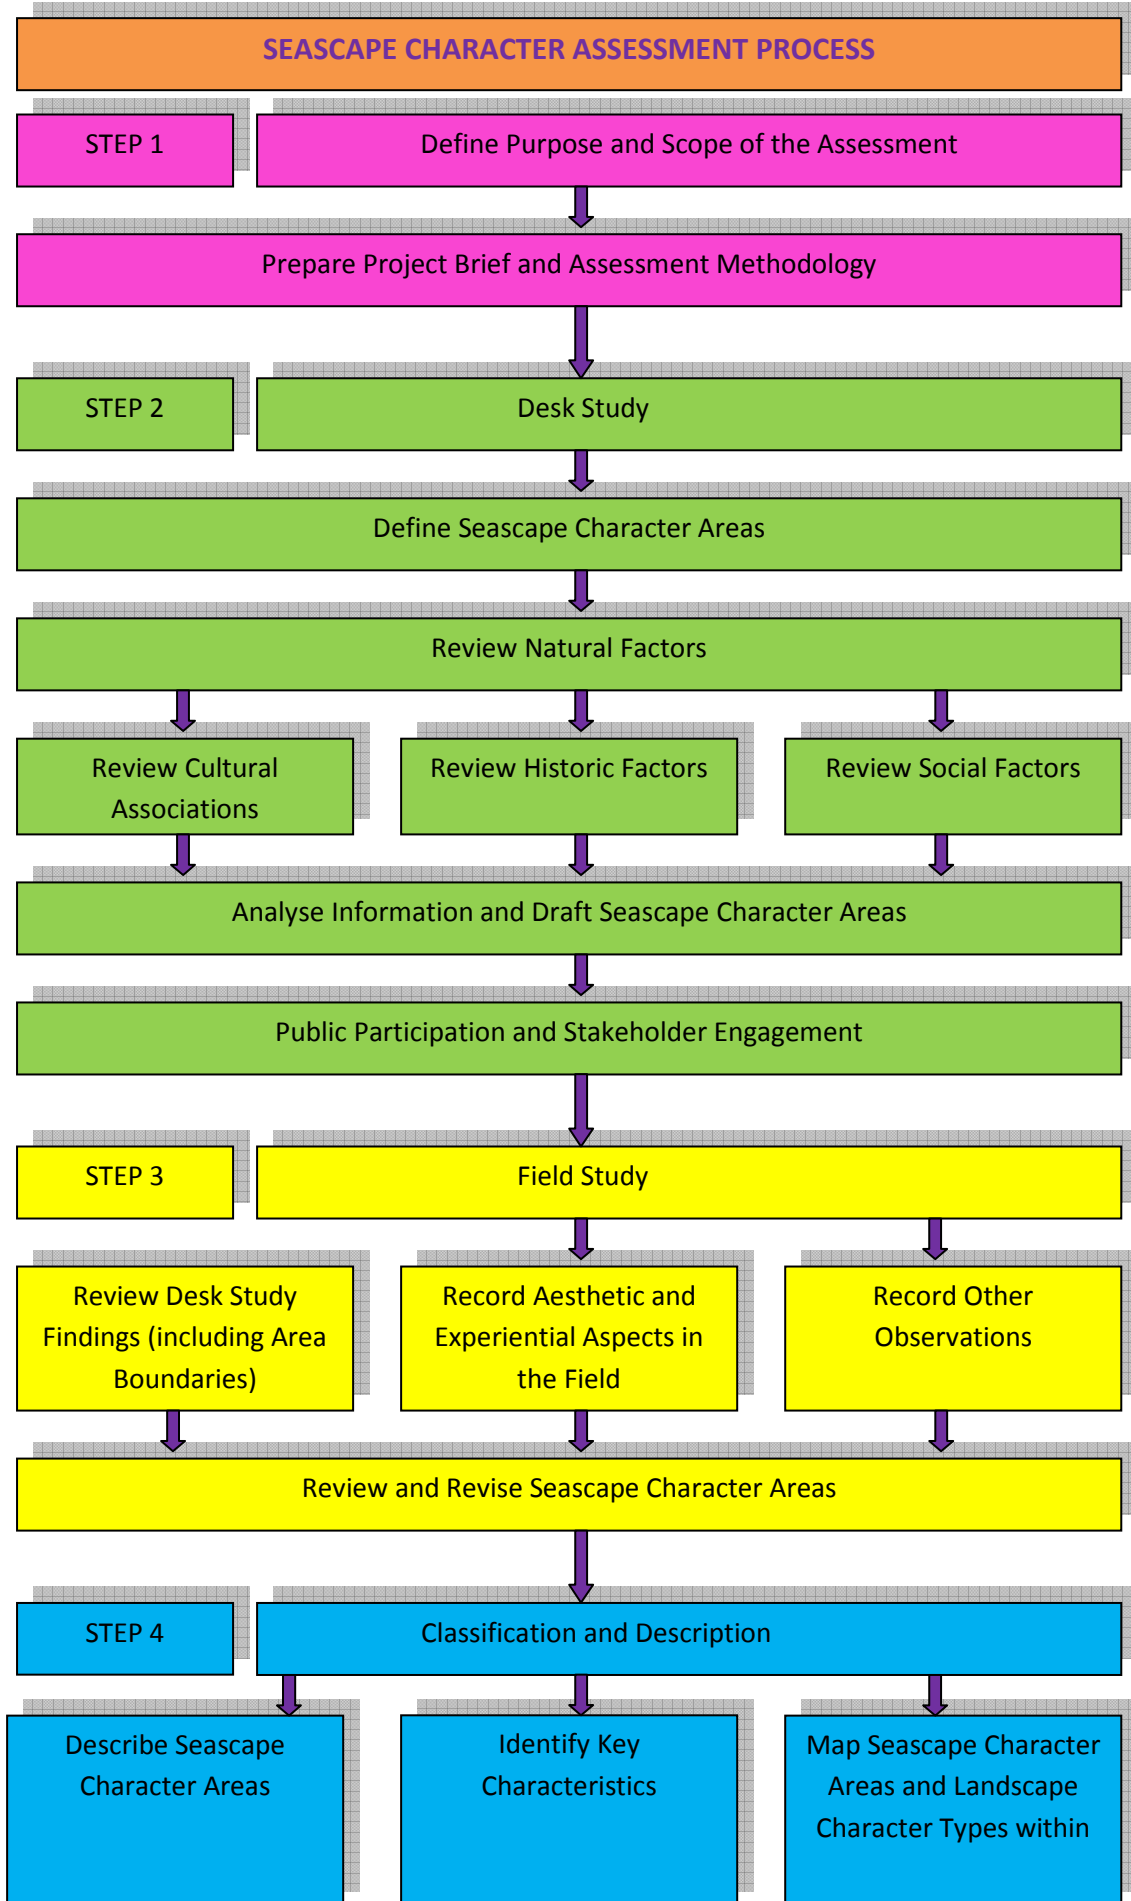 SEASCAPE CHARACTER ASSESSMENT PROCESS
STEP 1
Define Purpose and Scope of the Assessment
Prepare Project Brief and Assessment Methodology
STEP 2
Desk Study
Define Seascape Character Areas
Review Natural Factors
Review Cultural
Associations
Review Historic Factors
Review Social Factors
Analyse Information and Draft Seascape Character Areas
Public Participation and Stakeholder Engagement
STEP 3
Field Study
Review Desk Study
Findings (including Area
Boundaries)
Record Aesthetic and
Experiential Aspects in
the Field
Record Other
Observations
Review and Revise Seascape Character Areas
STEP 4
Classification and Description
Describe Seascape
Character Areas
Identify Key
Characteristics
Map Seascape Character
Areas and Landscape
Character Types within